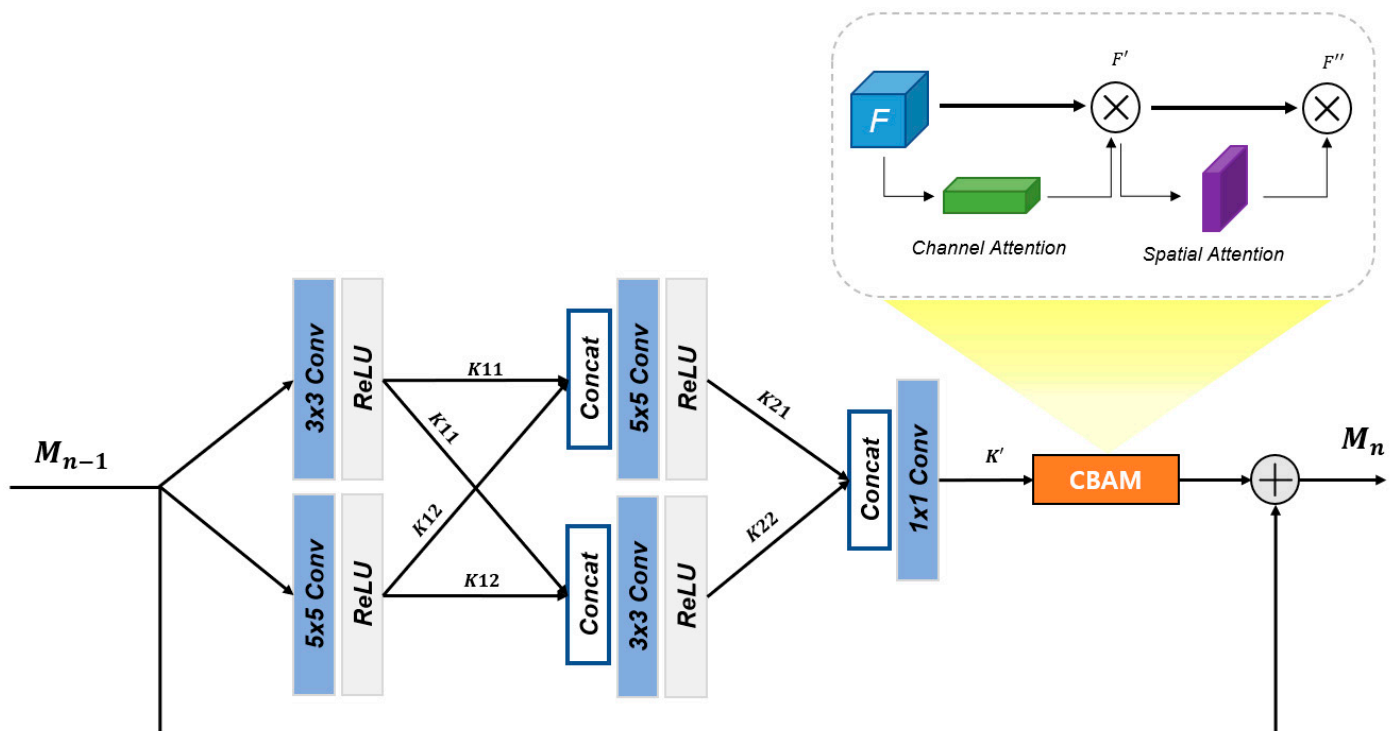 F
F′
F′′
Channel Attention
Spatial Attention
M_{n−1}
3x3 Conv
ReLU
5x5 Conv
ReLU
K11
K11
K12
K12
Concat
5x5 Conv
ReLU
Concat
3x3 Conv
ReLU
K21
K22
Concat
1x1 Conv
K′
CBAM
M_n